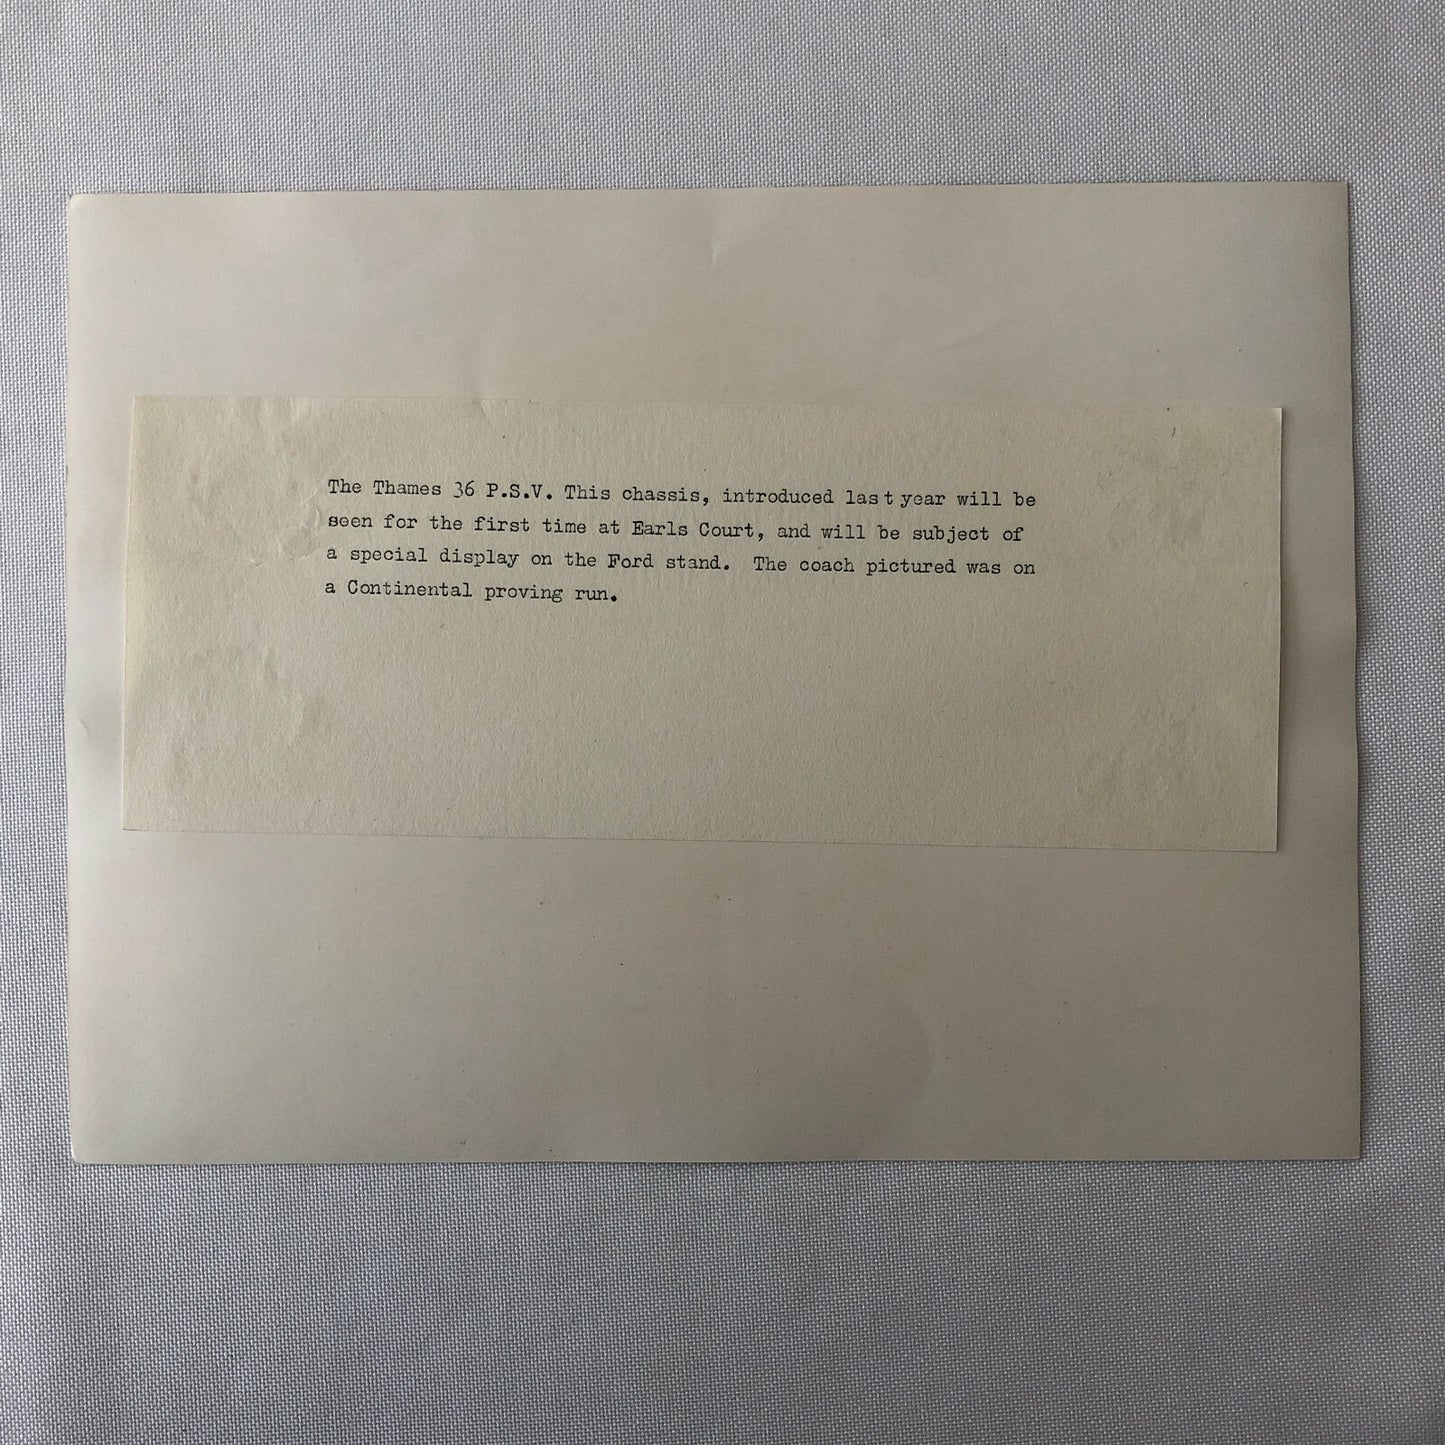 The Thames 36 P.S.V. This chassis, introduced last year will be
seen for the first time at Earls Court, and will be subject of
a special display on the Ford stand.  The coach pictured was on
a Continental proving run.